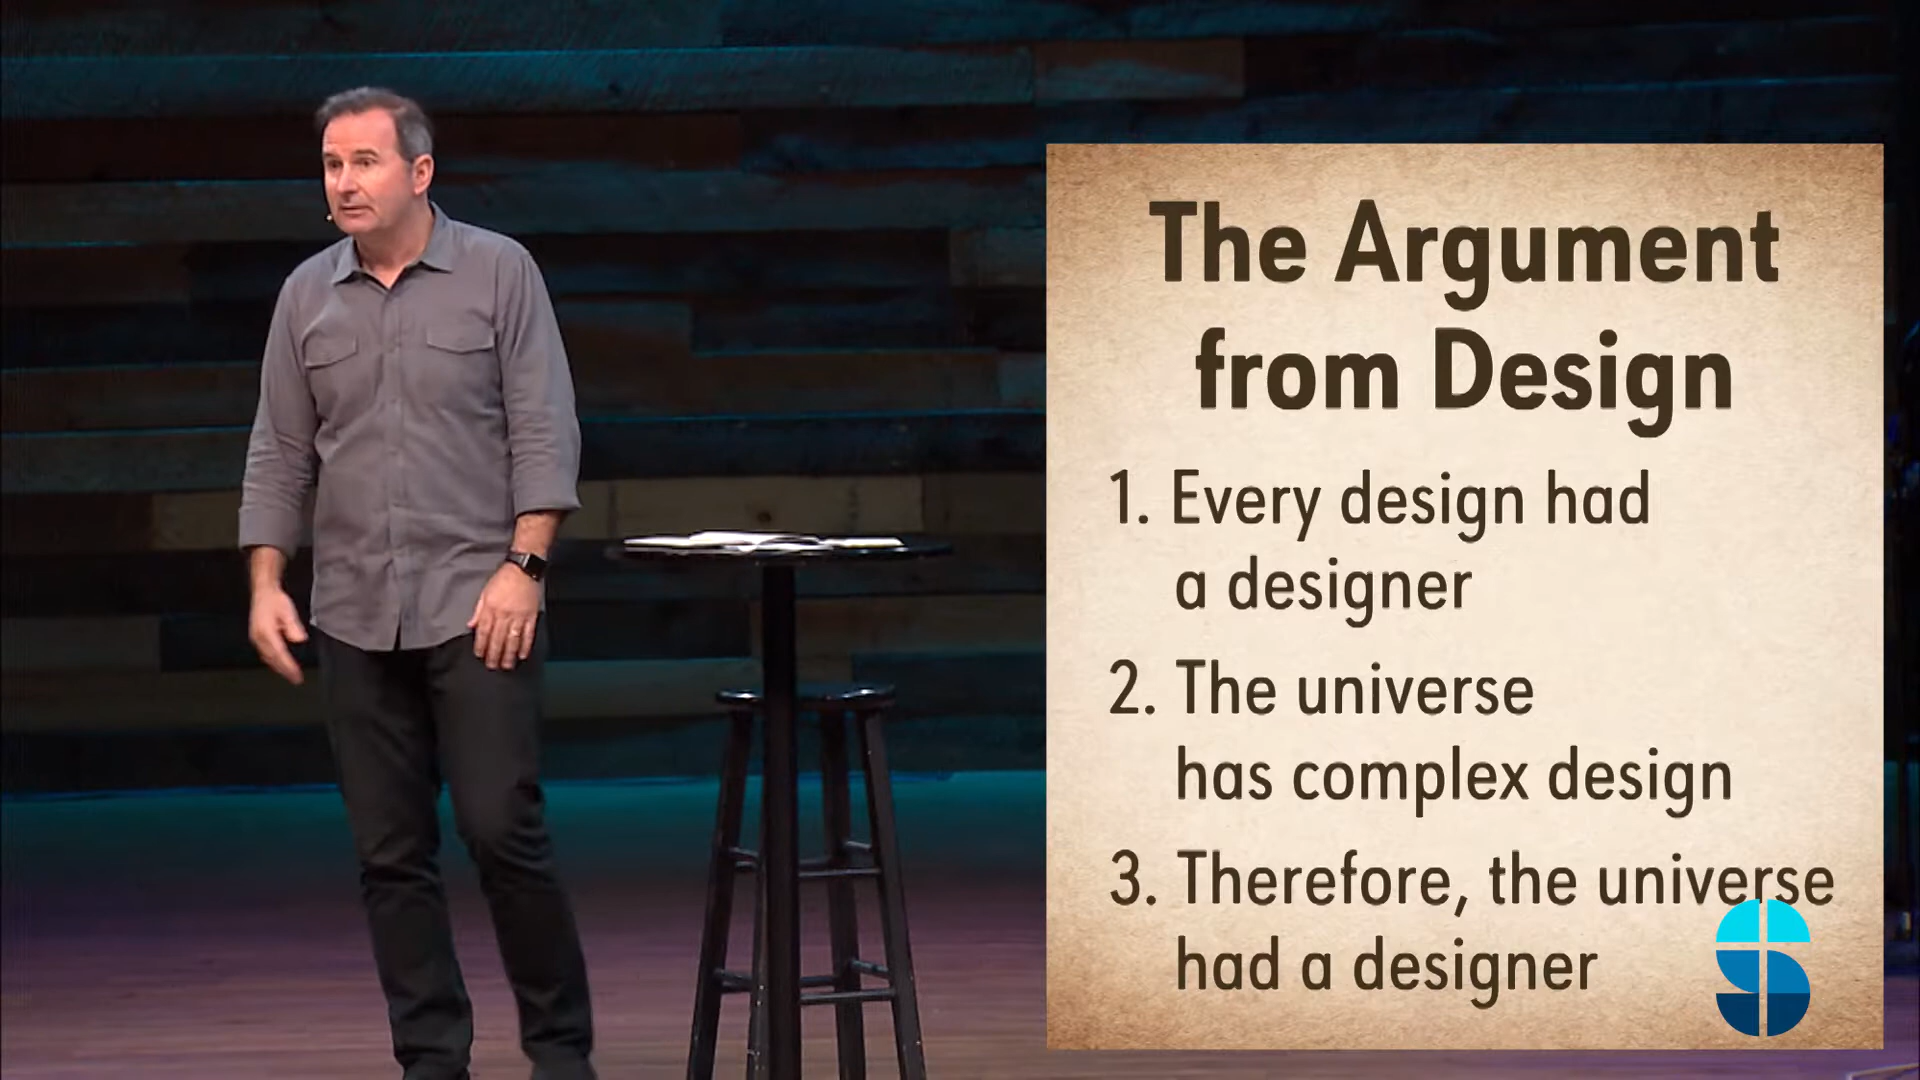 The Argument
from Design
1. Every design had
a designer
2. The universe
has complex design
3. Therefore, the universe
had a designer